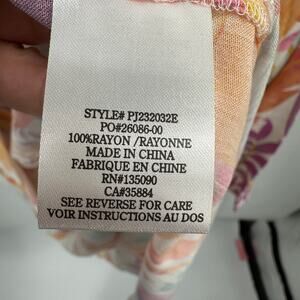 STYLE# PJ232032E
PO#26086-00
100%RAYON /RAYONNE
MADE IN CHINA
FABRIQUE EN CHINE
RN#135090
CA#35884
SEE REVERSE FOR CARE
VOIR INSTRUCTIONS AU DOS